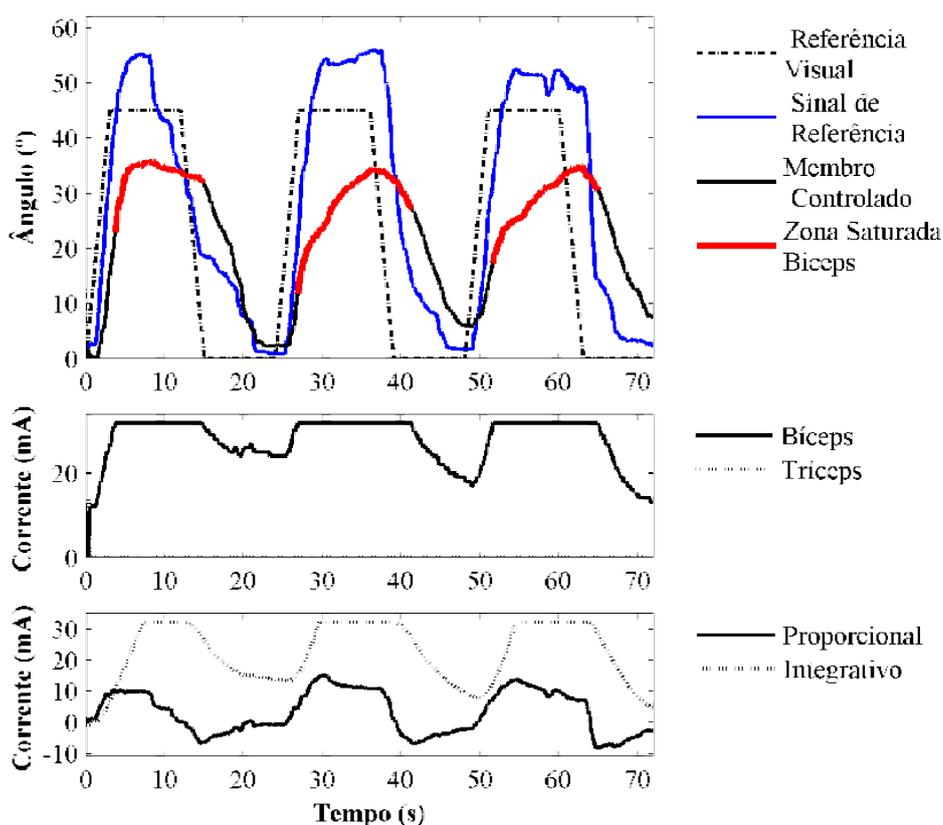 60
50
40
30
20
10
0
Ângulo (º)
0 10 20 30 40 50 60 70
Referência
Visual
Sinal de
Referência
Membro
Controlado
Zona Saturada
Biceps
20
0
Corrente (mA)
0 10 20 30 40 50 60 70
Bíceps
Tríceps
30
20
10
0
-10
Corrente (mA)
0 10 20 30 40 50 60 70
Tempo (s)
Proporcional
Integrativo